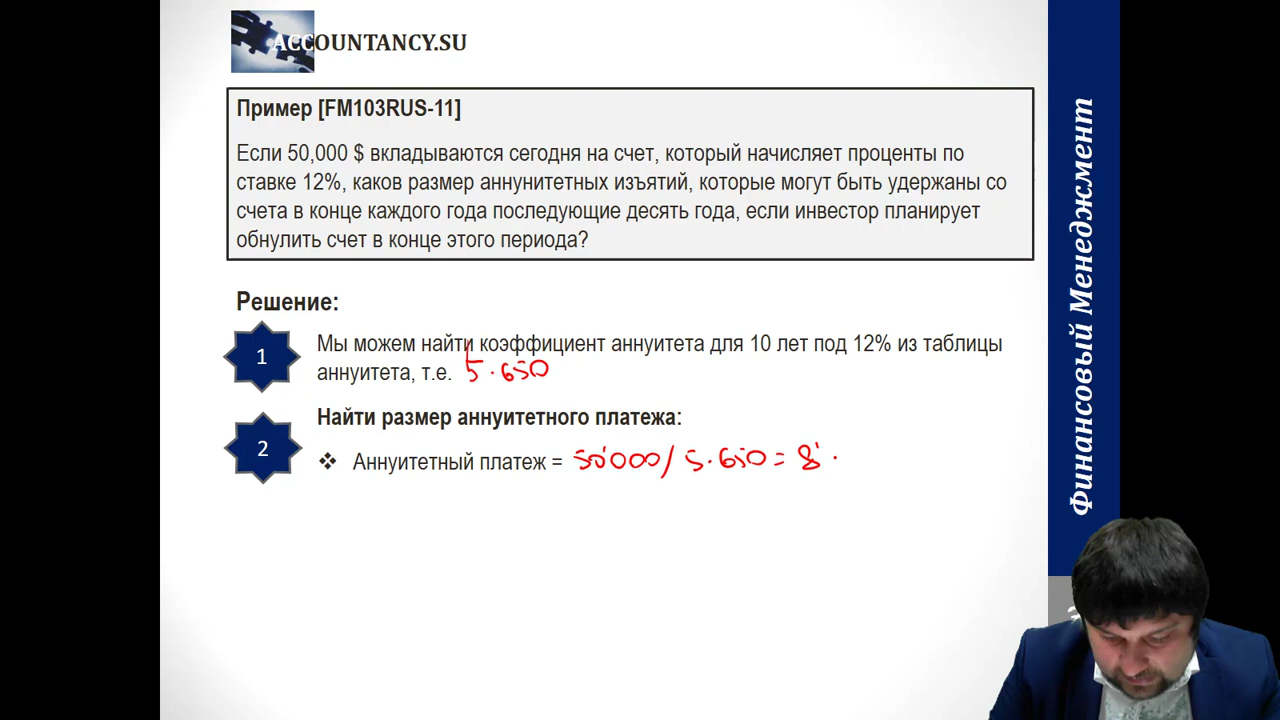 ACCOUNTANCY.SU
Пример [FM103RUS-11]
Если 50,000 $ вкладываются сегодня на счет, который начисляет проценты по
ставке 12%, каков размер аннунитетных изъятий, которые могут быть удержаны со
счета в конце каждого года последующие десять года, если инвестор планирует
обнулить счет в конце этого периода?
Решение:
1
Мы можем найти коэффициент аннуитета для 10 лет под 12% из таблицы
аннуитета, т.е. 5.650
2
Найти размер аннуитетного платежа:
❖ Аннуитетный платеж = 50'000 / 5.650 = 8'
Финансовый Менеджмент